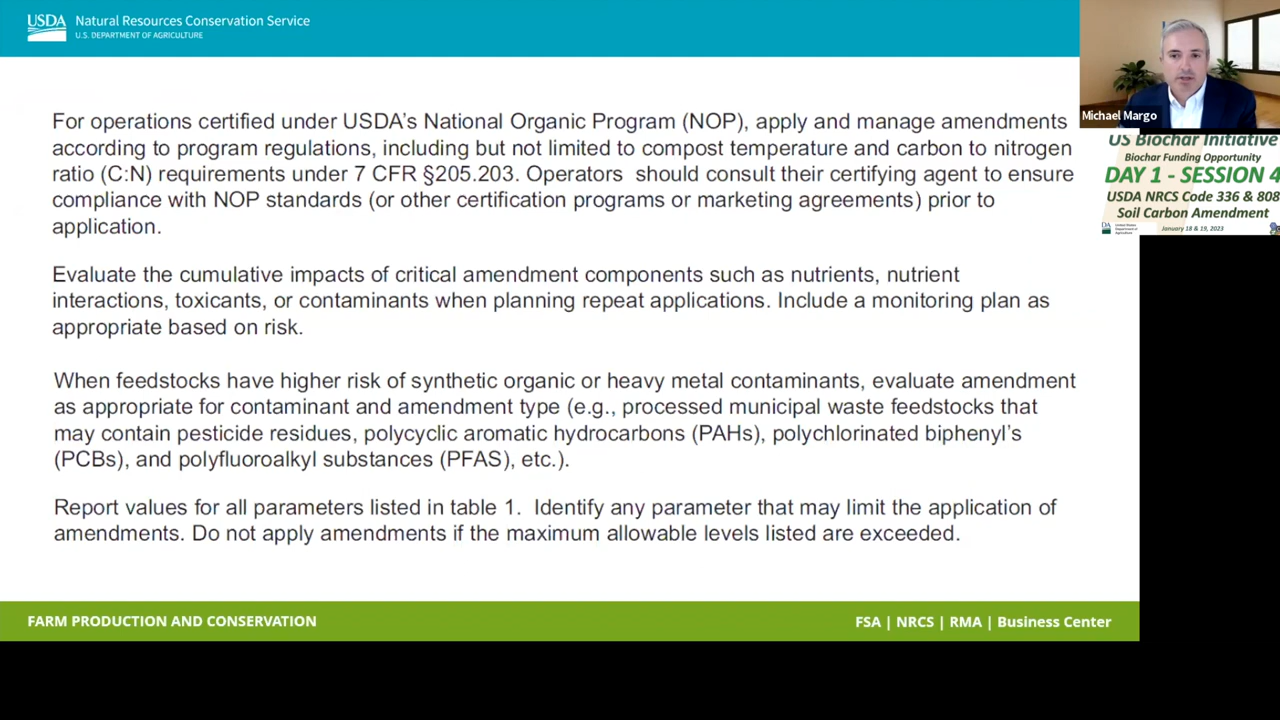 USDA Natural Resources Conservation Service
U.S. DEPARTMENT OF AGRICULTURE
For operations certified under USDA's National Organic Program (NOP), apply and manage amendments
according to program regulations, including but not limited to compost temperature and carbon to nitrogen
ratio (C:N) requirements under 7 CFR §205.203. Operators should consult their certifying agent to ensure
compliance with NOP standards (or other certification programs or marketing agreements) prior to
application.
Evaluate the cumulative impacts of critical amendment components such as nutrients, nutrient
interactions, toxicants, or contaminants when planning repeat applications. Include a monitoring plan as
appropriate based on risk.
When feedstocks have higher risk of synthetic organic or heavy metal contaminants, evaluate amendment
as appropriate for contaminant and amendment type (e.g., processed municipal waste feedstocks that
may contain pesticide residues, polycyclic aromatic hydrocarbons (PAHs), polychlorinated biphenyl's
(PCBs), and polyfluoroalkyl substances (PFAS), etc.).
Report values for all parameters listed in table 1. Identify any parameter that may limit the application of
amendments. Do not apply amendments if the maximum allowable levels listed are exceeded.
FARM PRODUCTION AND CONSERVATION
FSA | NRCS | RMA | Business Center
Michael Margo
US Biochar Initiative
Biochar Funding Opportunity
DAY 1 - SESSION 4
USDA NRCS Code 336 & 808
Soil Carbon Amendment
January 18 & 19, 2023